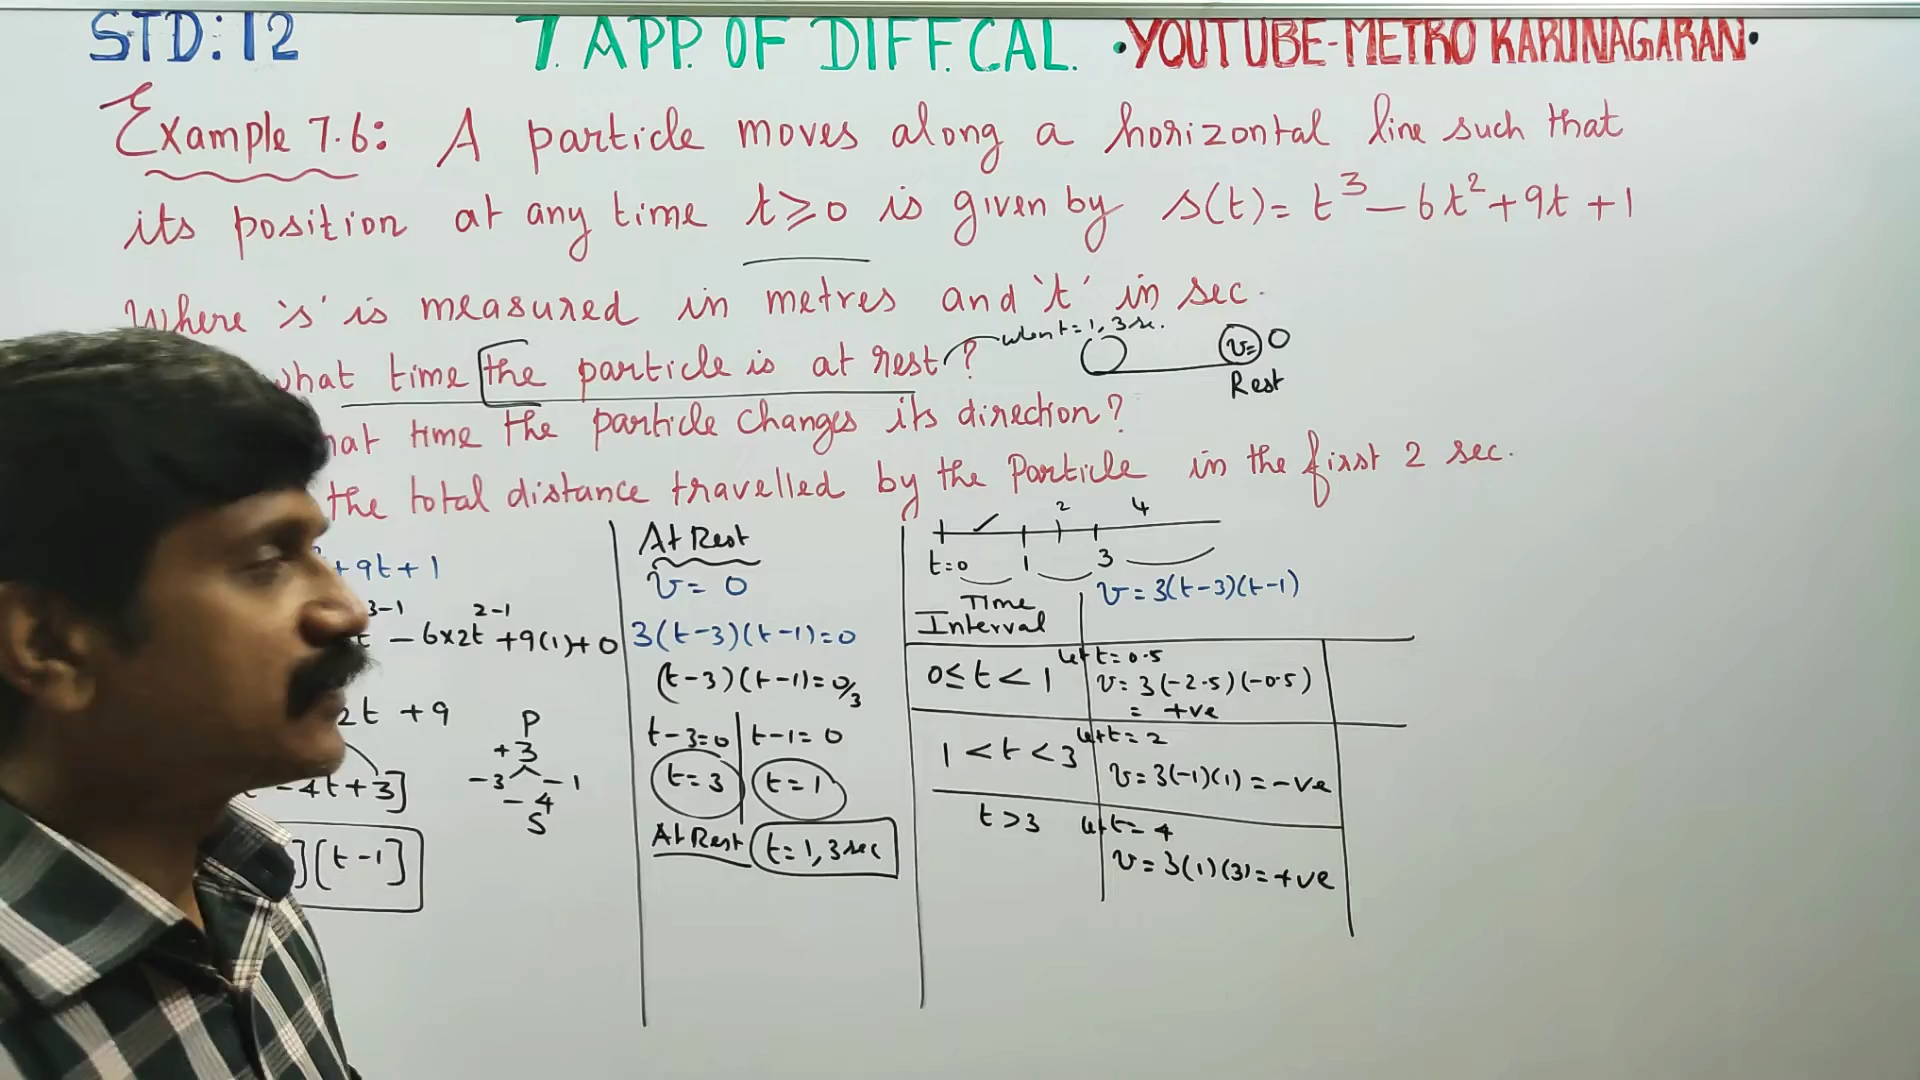 STD:12 7. APP. OF DIFF.CAL. •YOUTUBE-METRO KARUNAGARAN•
Example 7.6: A particle moves along a horizontal line such that
its position at any time t≥0 is given by s(t)= t³-6t²+9t+1
Where 's' is measured in metres and 't' in sec.
when t=1, 3 sec.
what time the particle is at rest? v= 0
Rest
time the particle changes its direction?
the total distance travelled by the Particle in the first 2 sec.
+9t+1
3-1 2-1
- 6x2t +9(1)+0
2t +9
P
+3
-3 -1
-4
S
-4t+3]
][t-1]
At Rest
v= 0
3(t-3)(t-1)=0
(t-3)(t-1)=0/3
t-3=0 t-1=0
t=3 t=1
At Rest t=1,3 sec
2 4
t=0 1 3
v=3(t-3)(t-1)
Time
Interval
0≤t<1 let t=0.5
v=3(-2.5)(-0.5)
= +ve
1<t<3 let t=2
v=3(-1)(1)=-ve
t>3 let t=4
v=3(1)(3)=+ve